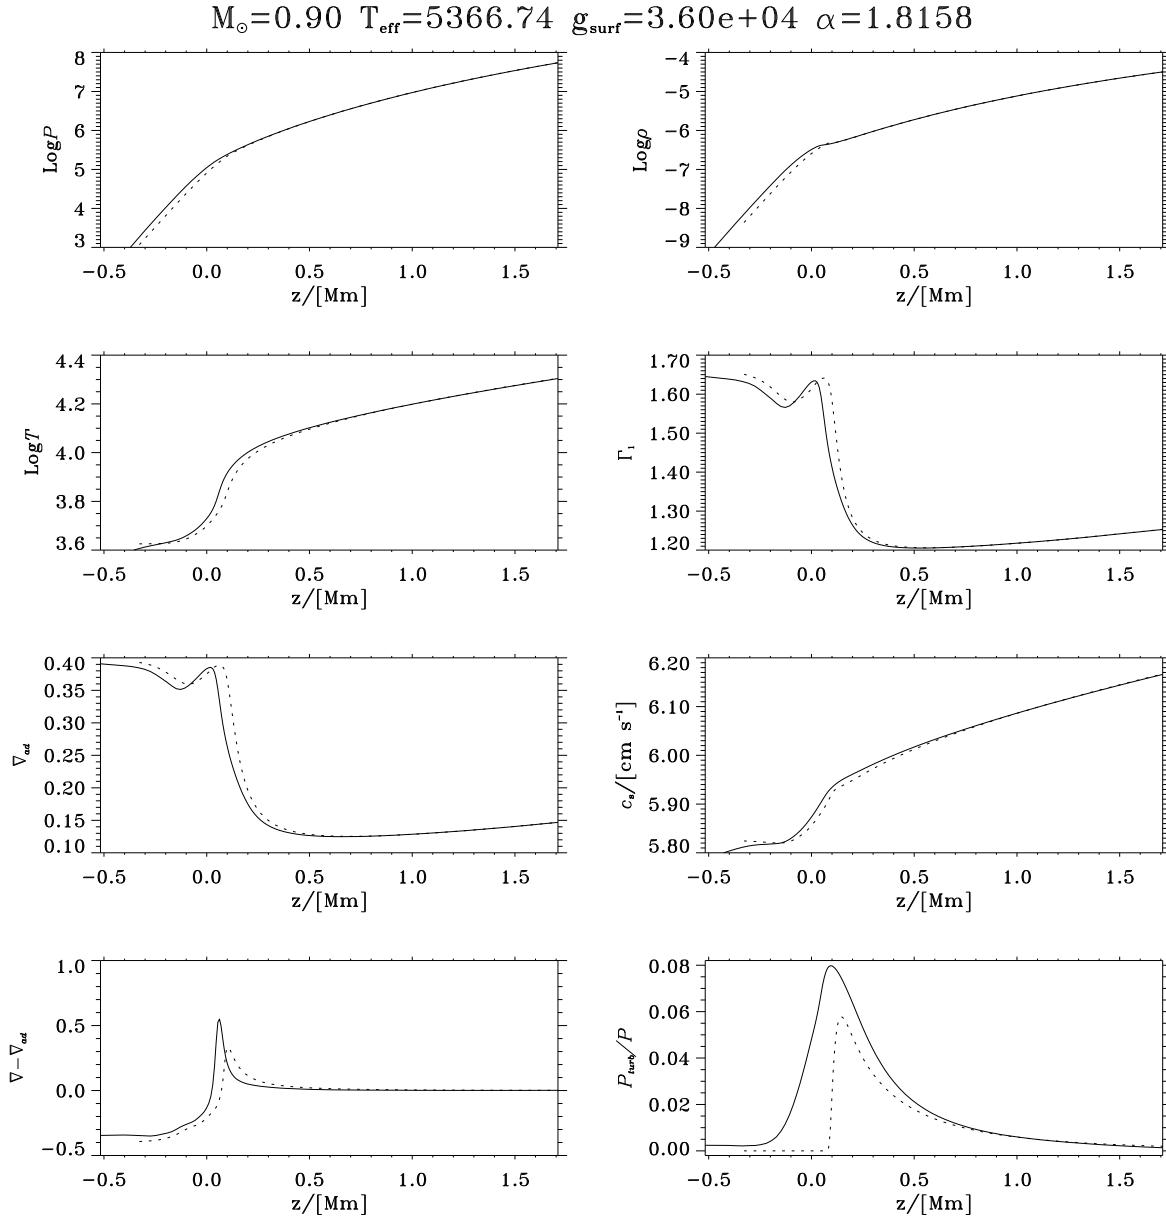 M⊙=0.90 Teff=5366.74 gsurf=3.60e+04 α=1.8158
8
7
6
5
4
3
LogP
−0.5 0.0 0.5 1.0 1.5
z/[Mm]
−4
−5
−6
−7
−8
−9
Logρ
−0.5 0.0 0.5 1.0 1.5
z/[Mm]
4.4
4.2
4.0
3.8
3.6
LogT
−0.5 0.0 0.5 1.0 1.5
z/[Mm]
1.70
1.60
1.50
1.40
1.30
1.20
Γ1
−0.5 0.0 0.5 1.0 1.5
z/[Mm]
0.40
0.35
0.30
0.25
0.20
0.15
0.10
∇ad
−0.5 0.0 0.5 1.0 1.5
z/[Mm]
6.20
6.10
6.00
5.90
5.80
cs/[cm s⁻¹]
−0.5 0.0 0.5 1.0 1.5
z/[Mm]
1.0
0.5
0.0
−0.5
∇−∇ad
−0.5 0.0 0.5 1.0 1.5
z/[Mm]
0.08
0.06
0.04
0.02
0.00
Pturb/P
−0.5 0.0 0.5 1.0 1.5
z/[Mm]